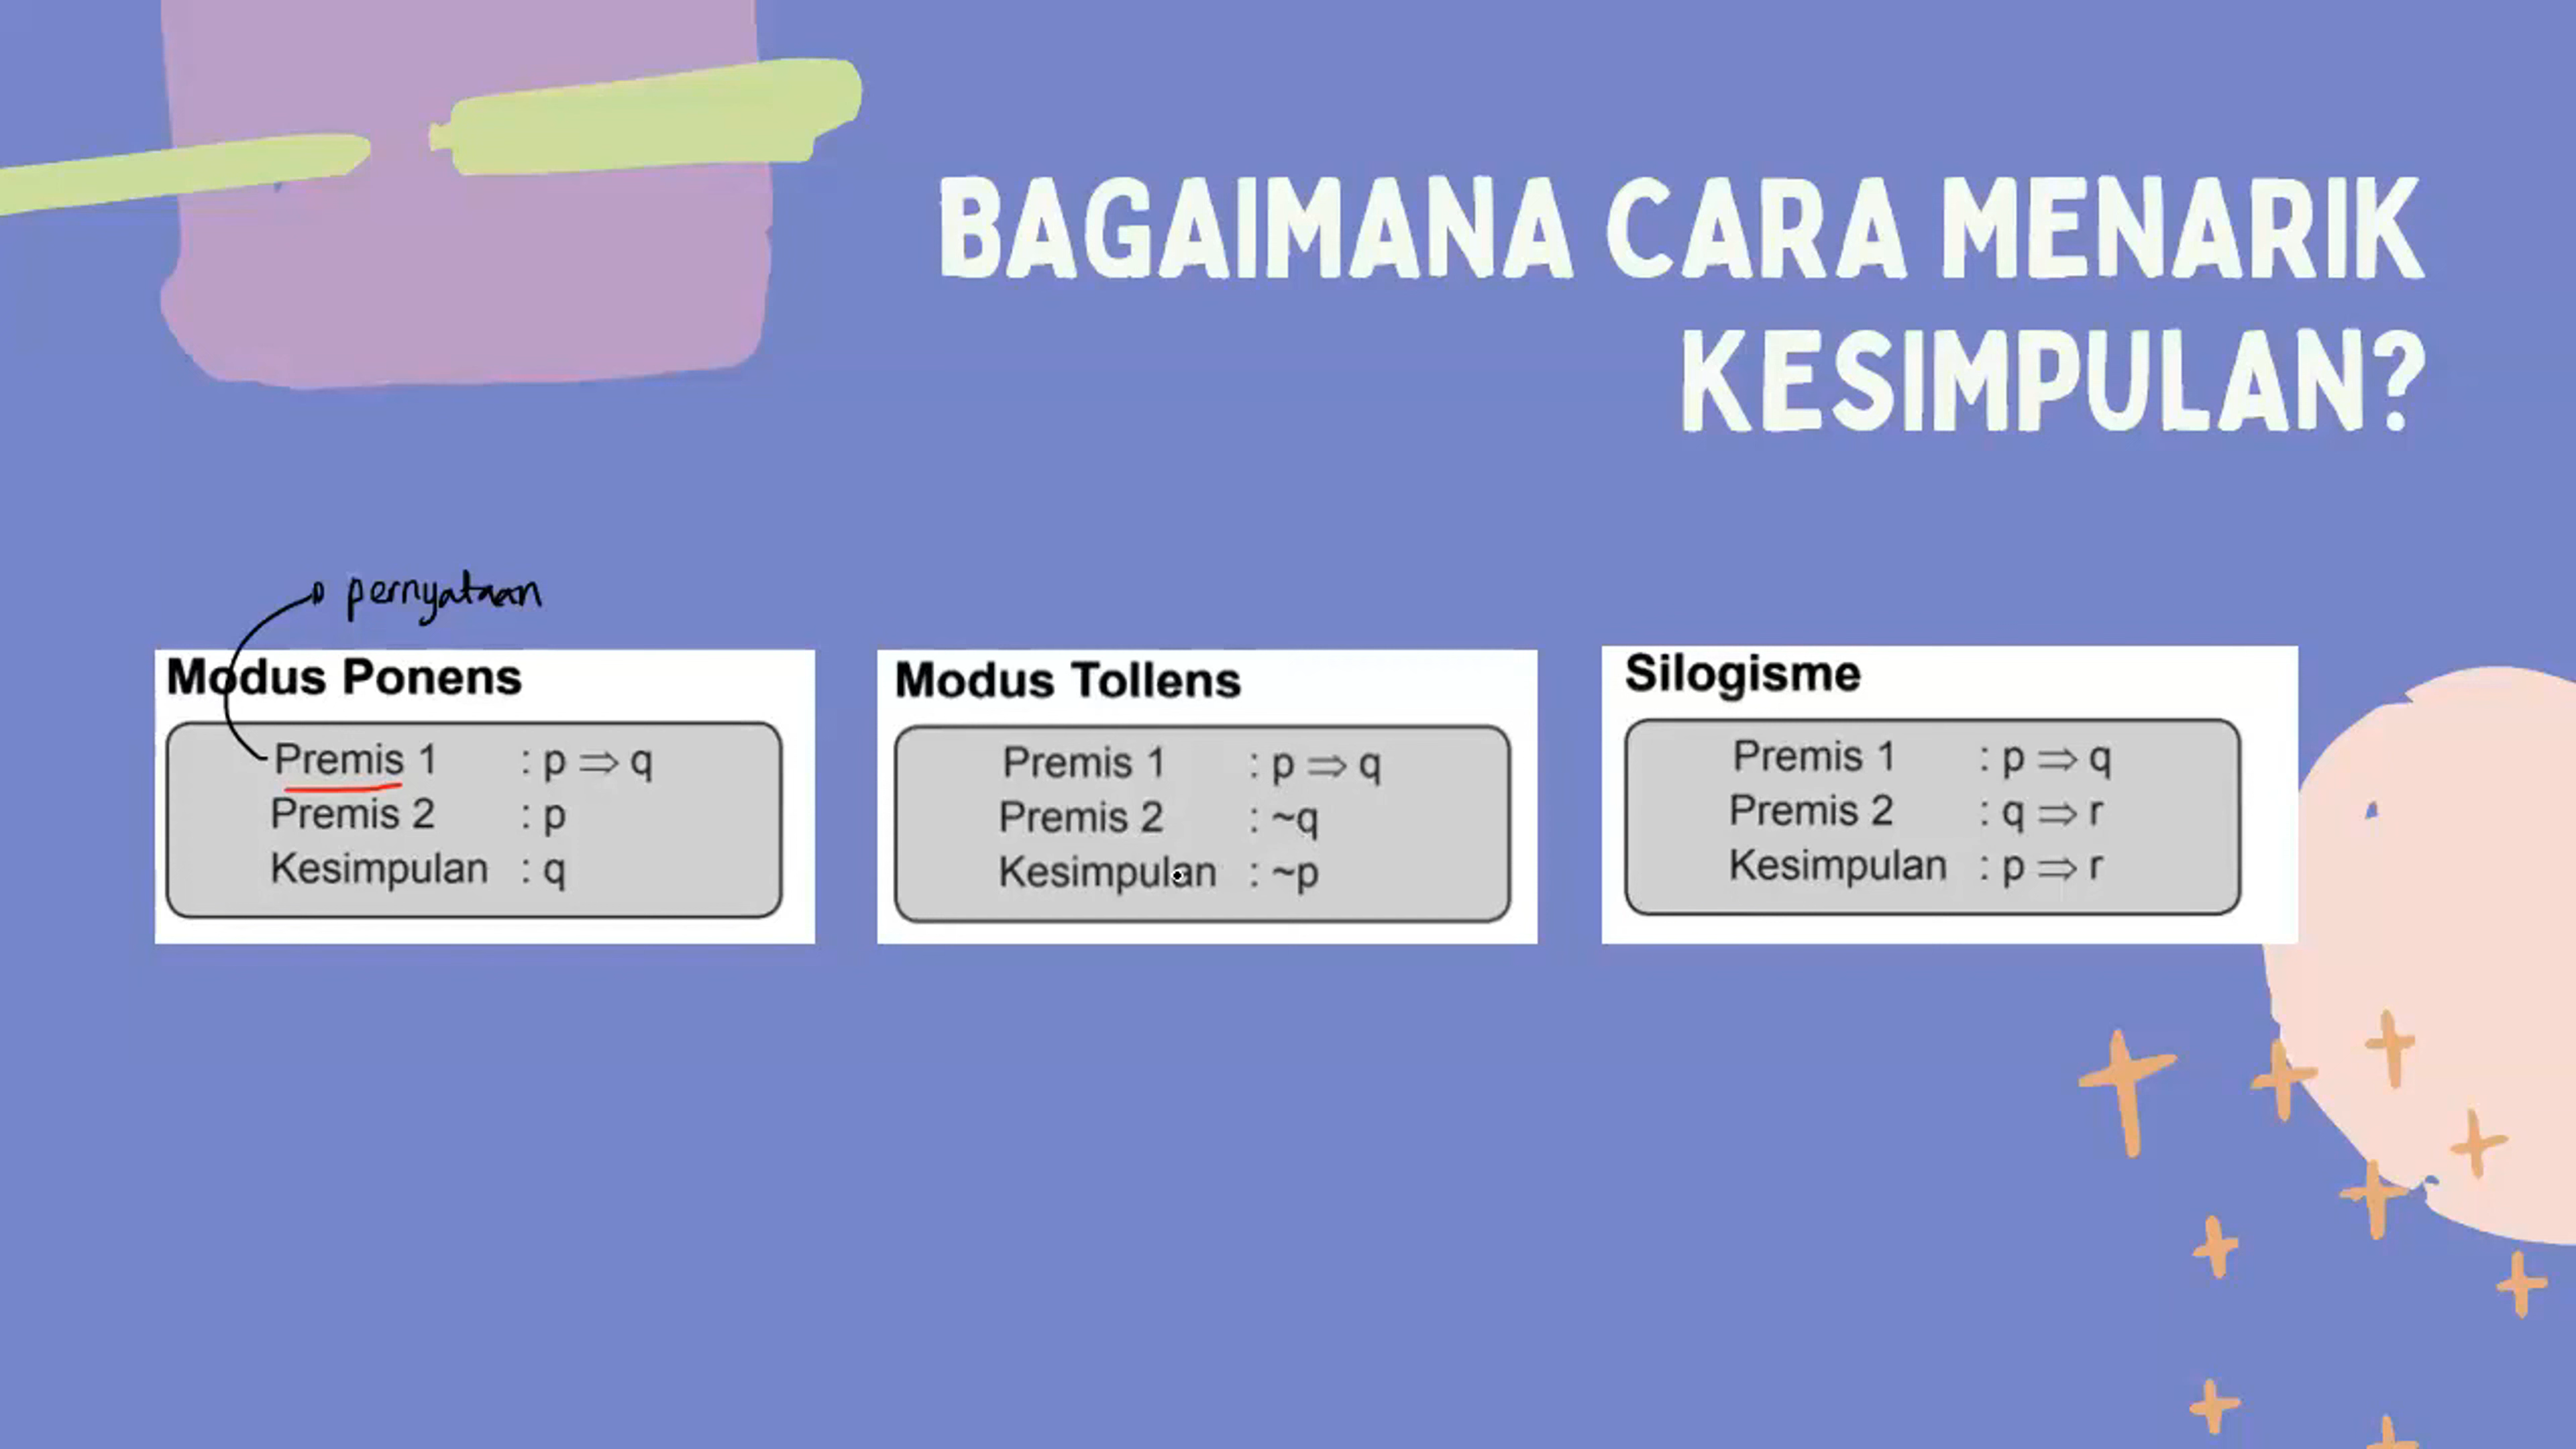 BAGAIMANA CARA MENARIK
KESIMPULAN?
pernyataan
Modus Ponens
Premis 1 : p ⇒ q
Premis 2 : p
Kesimpulan : q
Modus Tollens
Premis 1 : p ⇒ q
Premis 2 : ~q
Kesimpulan : ~p
Silogisme
Premis 1 : p ⇒ q
Premis 2 : q ⇒ r
Kesimpulan : p ⇒ r